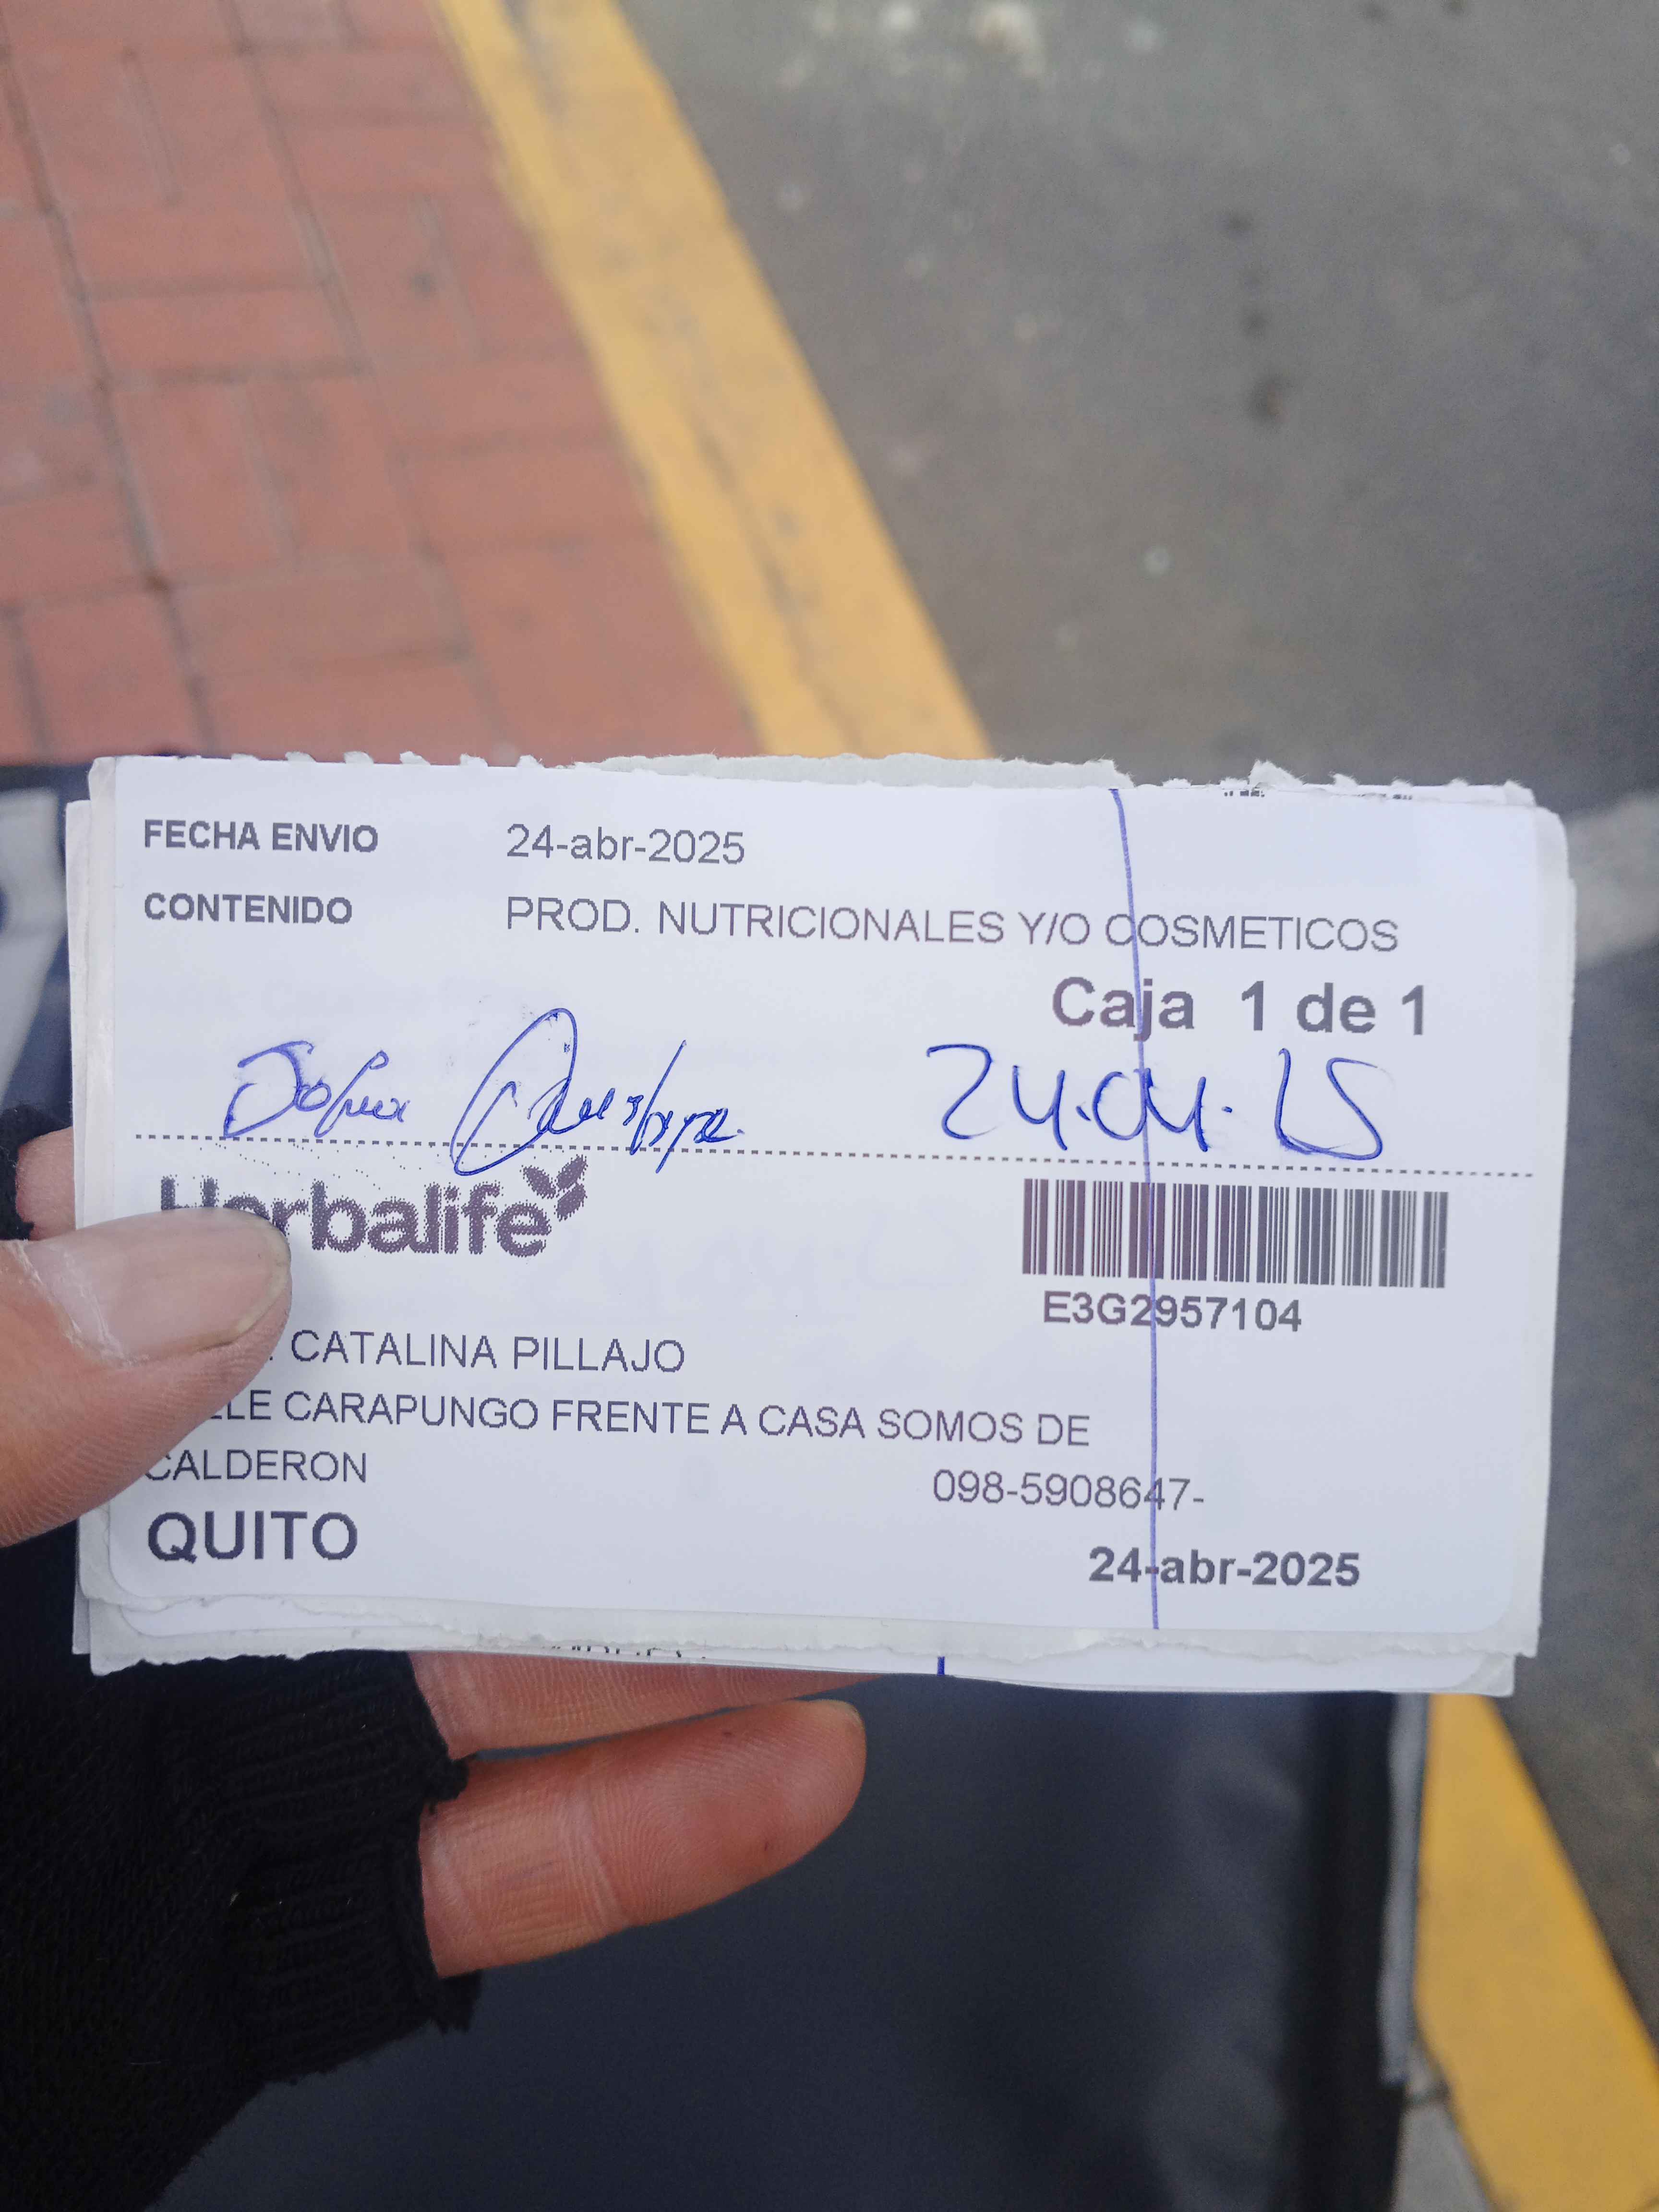 FECHA ENVIO 24-abr-2025
CONTENIDO PROD. NUTRICIONALES Y/O COSMETICOS
Caja 1 de 1
24.04.25
Herbalife
E3G2957104
CATALINA PILLAJO
CARAPUNGO FRENTE A CASA SOMOS DE
CALDERON 098-5908647-
QUITO 24-abr-2025